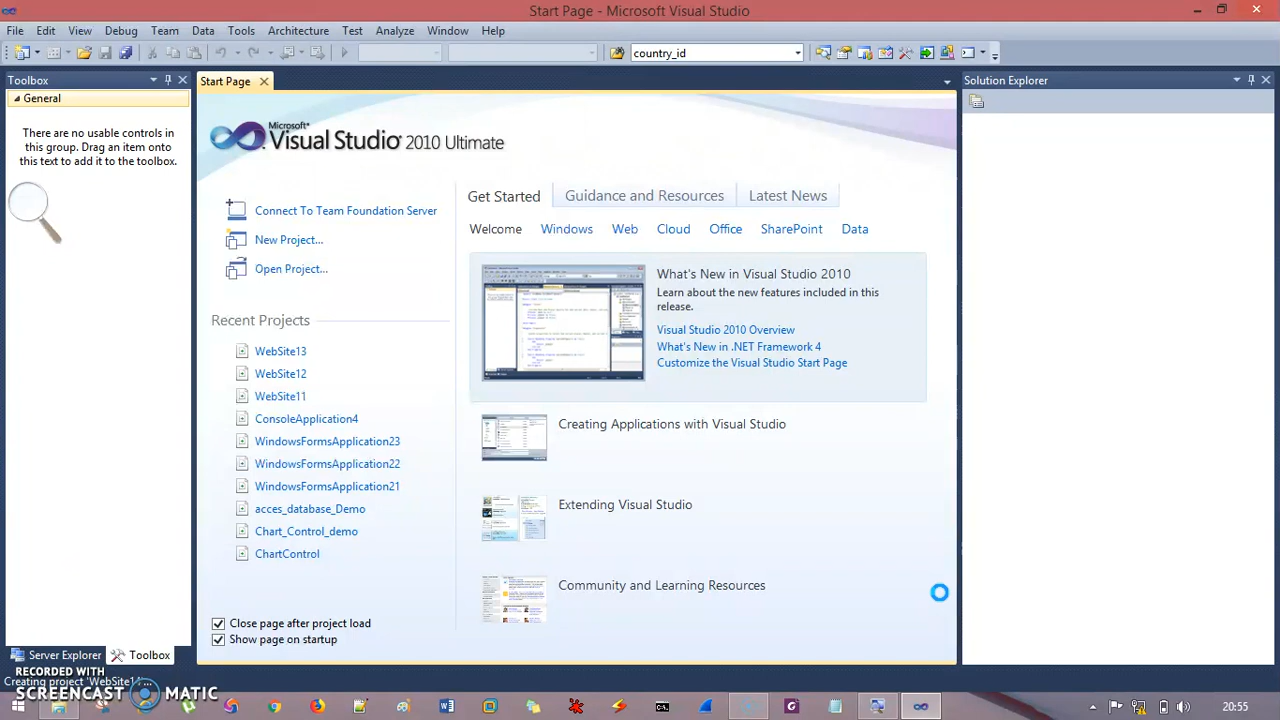 Start Page - Microsoft Visual Studio
File Edit View Debug Team Data Tools Architecture Test Analyze Window Help
country_id
Toolbox
General
There are no usable controls in
this group. Drag an item onto
this text to add it to the toolbox.
Server Explorer Toolbox
Start Page
Microsoft®
Visual Studio® 2010 Ultimate
Connect To Team Foundation Server
New Project...
Open Project...
Recent Projects
WebSite13
WebSite12
WebSite11
ConsoleApplication4
WindowsFormsApplication23
WindowsFormsApplication22
WindowsFormsApplication21
acces_database_Demo
Chart_Control_demo
ChartControl
Close page after project load
Show page on startup
Get Started Guidance and Resources Latest News
Welcome Windows Web Cloud Office SharePoint Data
What's New in Visual Studio 2010
Learn about the new features included in this
release.
Visual Studio 2010 Overview
What's New in .NET Framework 4
Customize the Visual Studio Start Page
Creating Applications with Visual Studio
Extending Visual Studio
Community and Learning Resources
Solution Explorer
RECORDED WITH
SCREENCAST MATIC
Creating project 'WebSite14'...
20:55